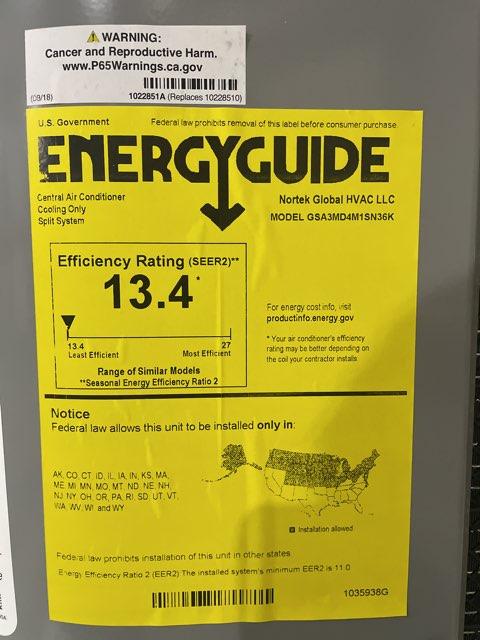 WARNING:
Cancer and Reproductive Harm.
www.P65Warnings.ca.gov
(08/18) 1022851A (Replaces 10228510)
U.S. Government Federal law prohibits removal of this label before consumer purchase.
ENERGYGUIDE
Central Air Conditioner
Cooling Only
Split System
Nortek Global HVAC LLC
MODEL GSA3MD4M1SN36K
Efficiency Rating (SEER2)**
13.4*
13.4 27
Least Efficient Most Efficient
Range of Similar Models
**Seasonal Energy Efficiency Ratio 2
For energy cost info, visit
productinfo.energy.gov
* Your air conditioner's efficiency
rating may be better depending on
the coil your contractor installs.
Notice
Federal law allows this unit to be installed only in:
AK, CO, CT, ID, IL, IA, IN, KS, MA,
ME, MI, MN, MO, MT, ND, NE, NH,
NJ, NY, OH, OR, PA, RI, SD, UT, VT,
WA, WV, WI and WY
Installation allowed
Federal law prohibits installation of this unit in other states.
Energy Efficiency Ratio 2 (EER2) The installed system's minimum EER2 is 11.0
1035938G